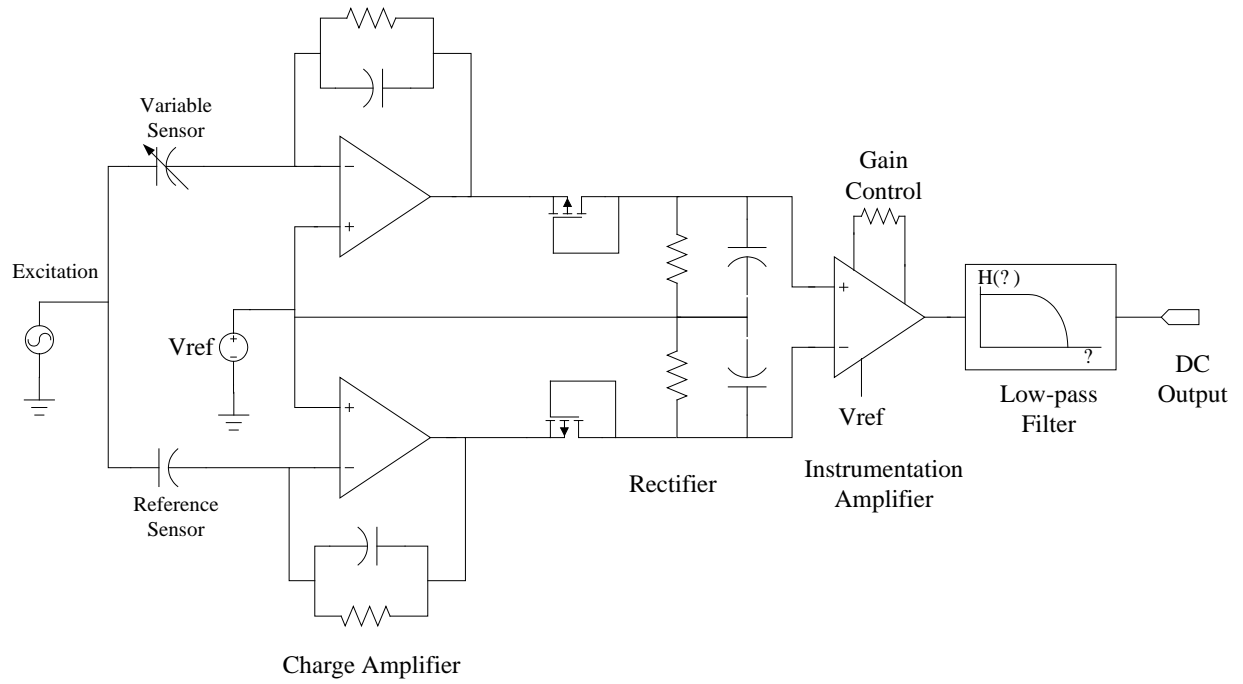 Variable
Sensor
Excitation
Vref
+
−
−
+
+
−
Reference
Sensor
Charge Amplifier
Rectifier
Gain
Control
+
−
Vref
Instrumentation
Amplifier
H(?)
?
Low-pass
Filter
DC
Output